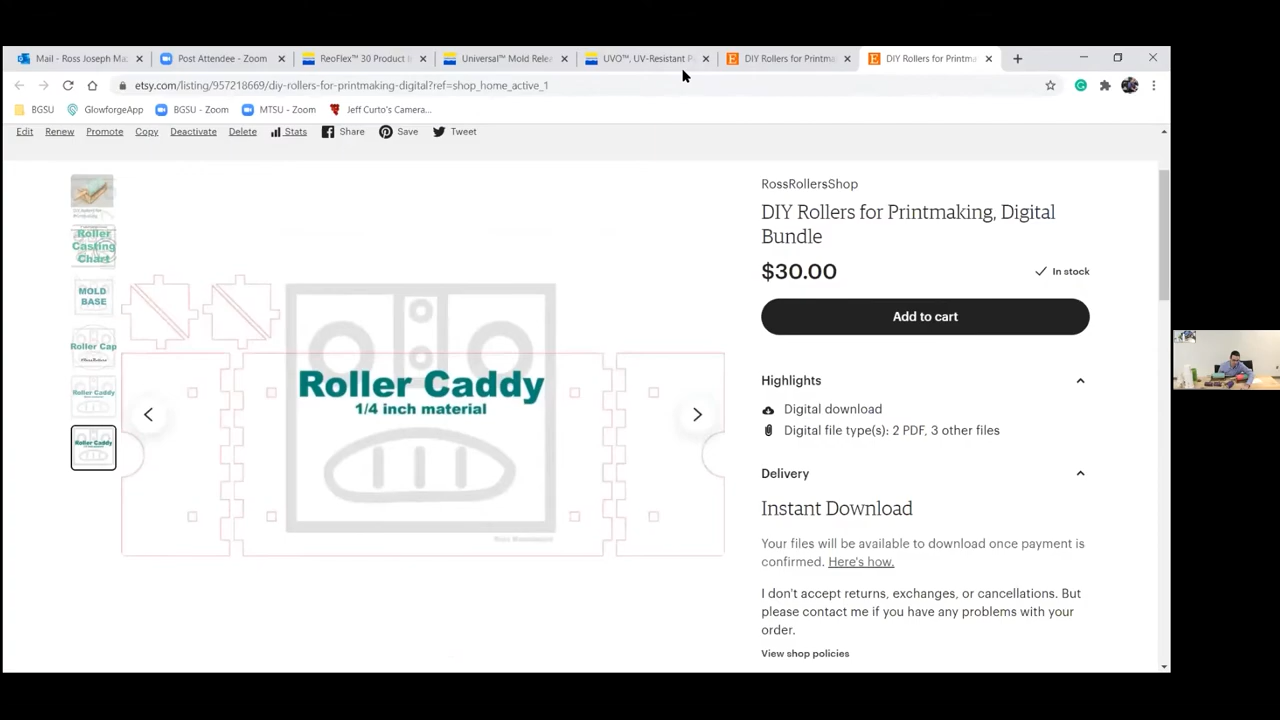 Mail - Ross Joseph Ma
Post Attendee - Zoom
ReoFlex™ 30 Product I
Universal™ Mold Relea
UVO™, UV-Resistant P
DIY Rollers for Printma
DIY Rollers for Printma
etsy.com/listing/957218669/diy-rollers-for-printmaking-digital?ref=shop_home_active_1
BGSU
GlowforgeApp
BGSU - Zoom
MTSU - Zoom
Jeff Curto's Camera...
Edit
Renew
Promote
Copy
Deactivate
Delete
Stats
Share
Save
Tweet
Roller
Casting
Chart
MOLD
BASE
Roller Cap
Roller Caddy
Roller Caddy
Roller Caddy
1/4 inch material
RossRollersShop
DIY Rollers for Printmaking, Digital
Bundle
$30.00
In stock
Add to cart
Highlights
Digital download
Digital file type(s): 2 PDF, 3 other files
Delivery
Instant Download
Your files will be available to download once payment is
confirmed. Here's how.
I don't accept returns, exchanges, or cancellations. But
please contact me if you have any problems with your
order.
View shop policies